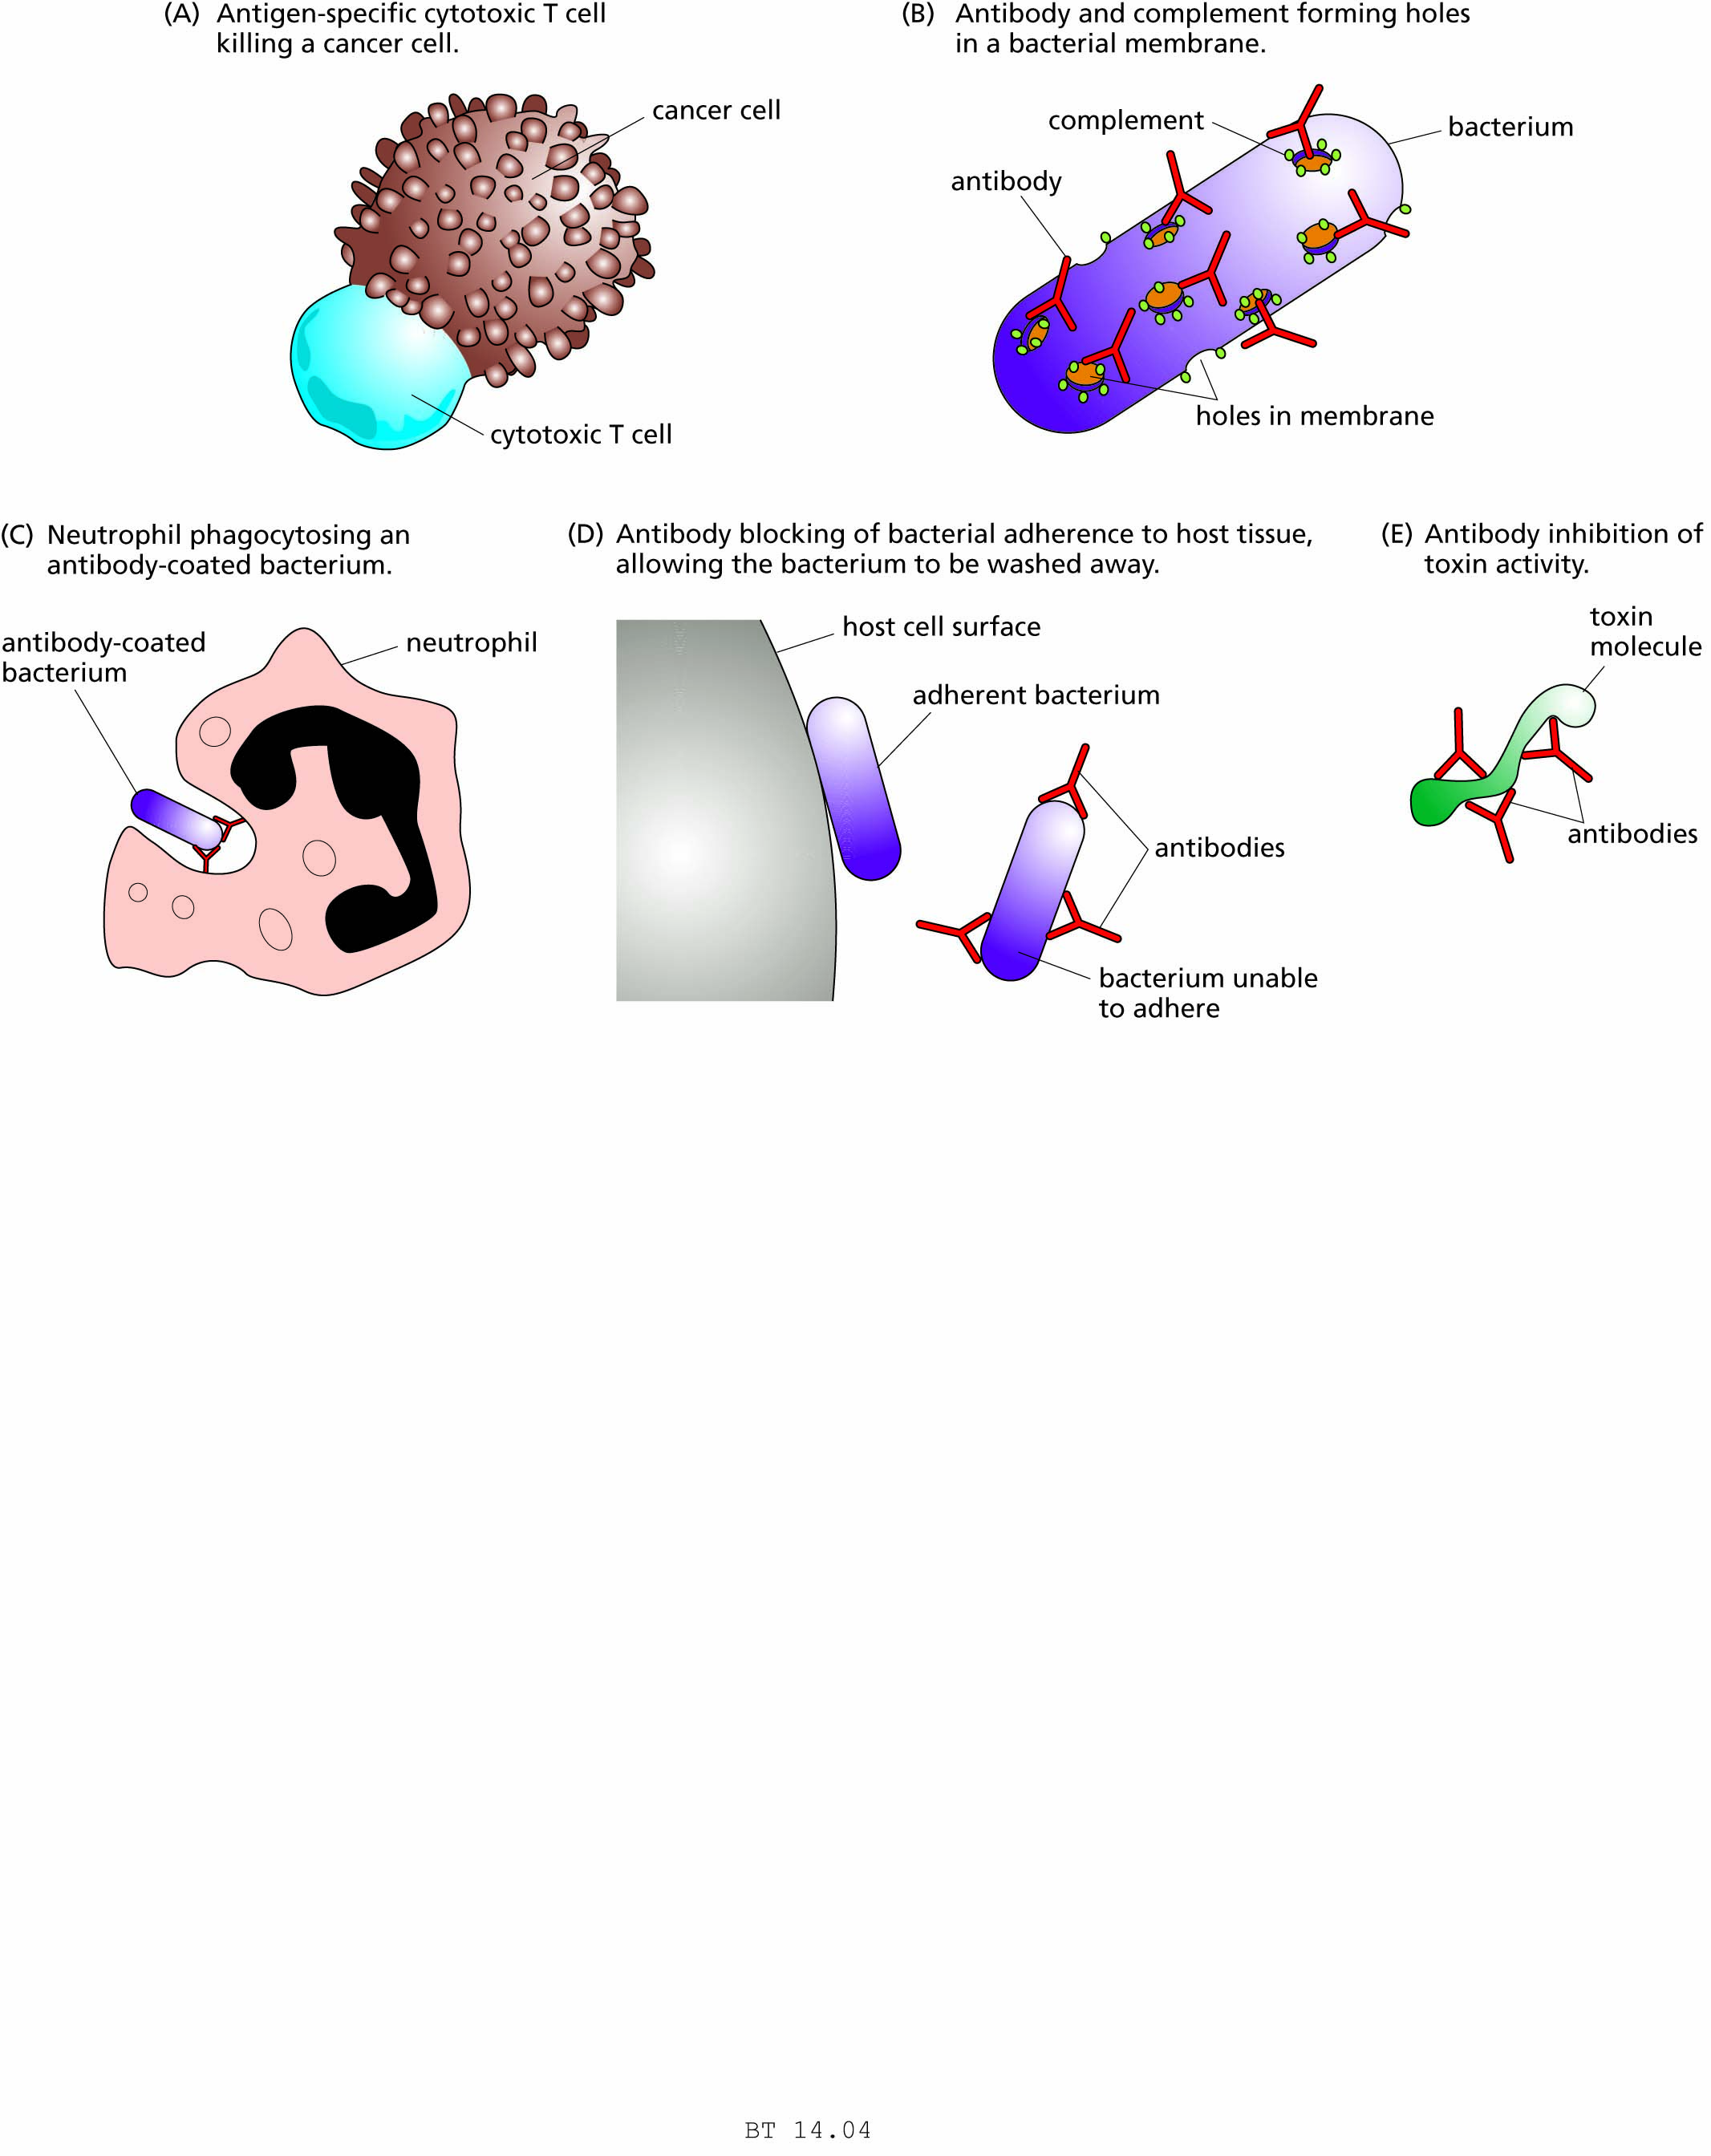 (A) Antigen-specific cytotoxic T cell
killing a cancer cell.
cancer cell
cytotoxic T cell
(B) Antibody and complement forming holes
in a bacterial membrane.
complement
bacterium
antibody
holes in membrane
(C) Neutrophil phagocytosing an
antibody-coated bacterium.
antibody-coated
bacterium
neutrophil
(D) Antibody blocking of bacterial adherence to host tissue,
allowing the bacterium to be washed away.
host cell surface
adherent bacterium
antibodies
bacterium unable
to adhere
(E) Antibody inhibition of
toxin activity.
toxin
molecule
antibodies
BT 14.04